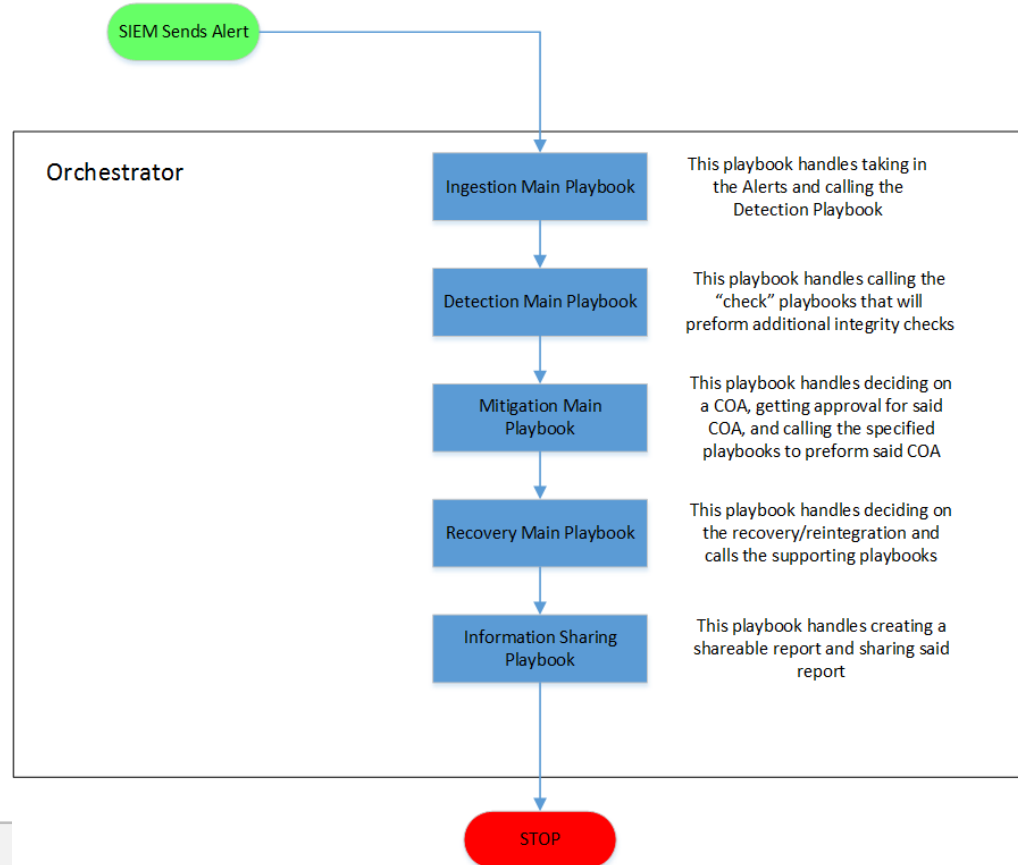 SIEM Sends Alert
Orchestrator
Ingestion Main Playbook
This playbook handles taking in
the Alerts and calling the
Detection Playbook
Detection Main Playbook
This playbook handles calling the
“check” playbooks that will
preform additional integrity checks
Mitigation Main
Playbook
This playbook handles deciding on
a COA, getting approval for said
COA, and calling the specified
playbooks to preform said COA
Recovery Main Playbook
This playbook handles deciding on
the recovery/reintegration and
calls the supporting playbooks
Information Sharing
Playbook
This playbook handles creating a
shareable report and sharing said
report
STOP